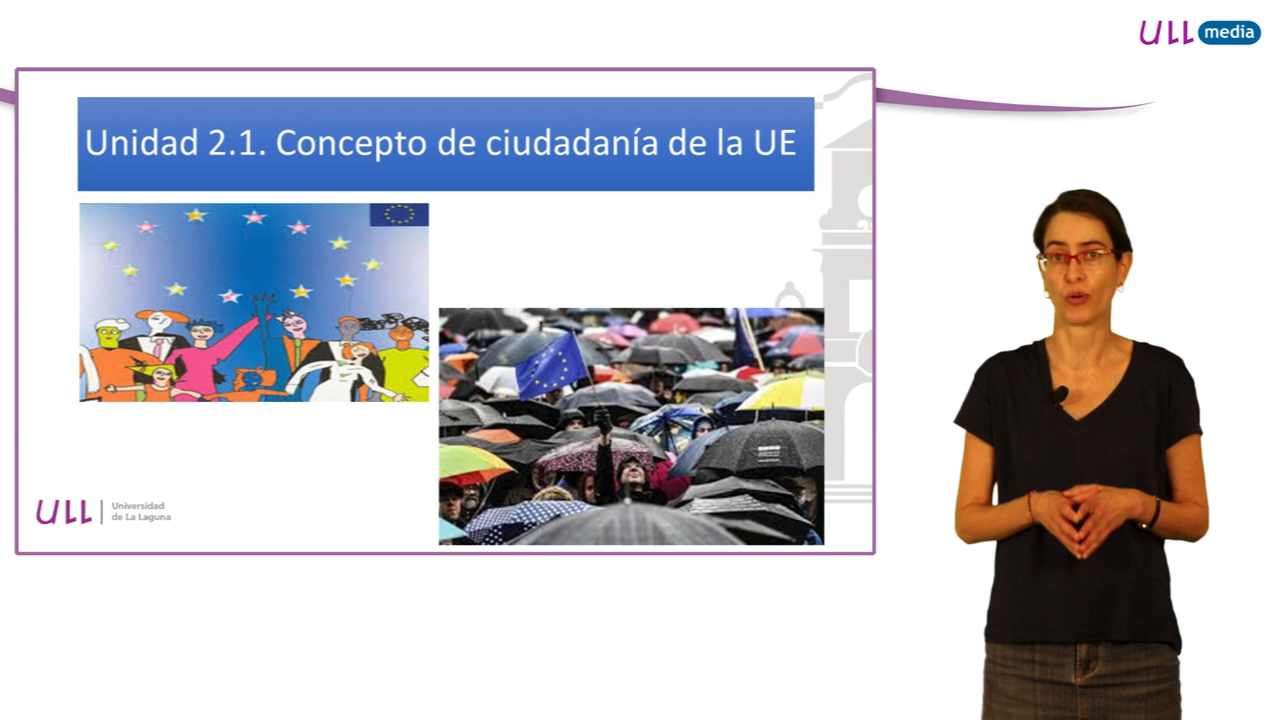 ULL media
Unidad 2.1. Concepto de ciudadanía de la UE
ULL
Universidad
de La Laguna